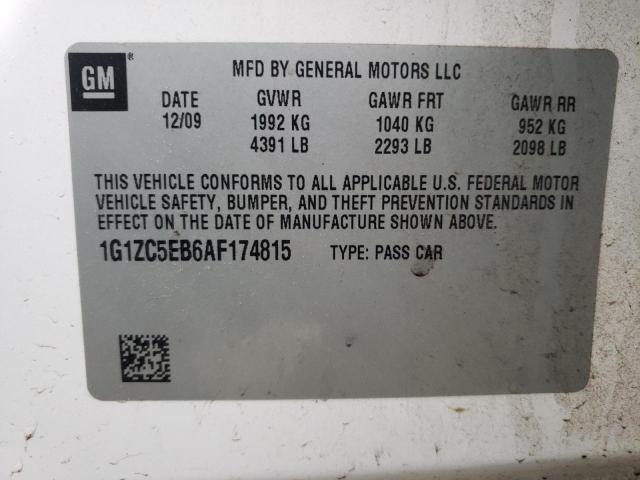 GM ® MFD BY GENERAL MOTORS LLC
DATE GVWR GAWR FRT GAWR RR
12/09 1992 KG 1040 KG 952 KG
4391 LB 2293 LB 2098 LB
THIS VEHICLE CONFORMS TO ALL APPLICABLE U.S. FEDERAL MOTOR
VEHICLE SAFETY, BUMPER, AND THEFT PREVENTION STANDARDS IN
EFFECT ON THE DATE OF MANUFACTURE SHOWN ABOVE.
1G1ZC5EB6AF174815 TYPE: PASS CAR